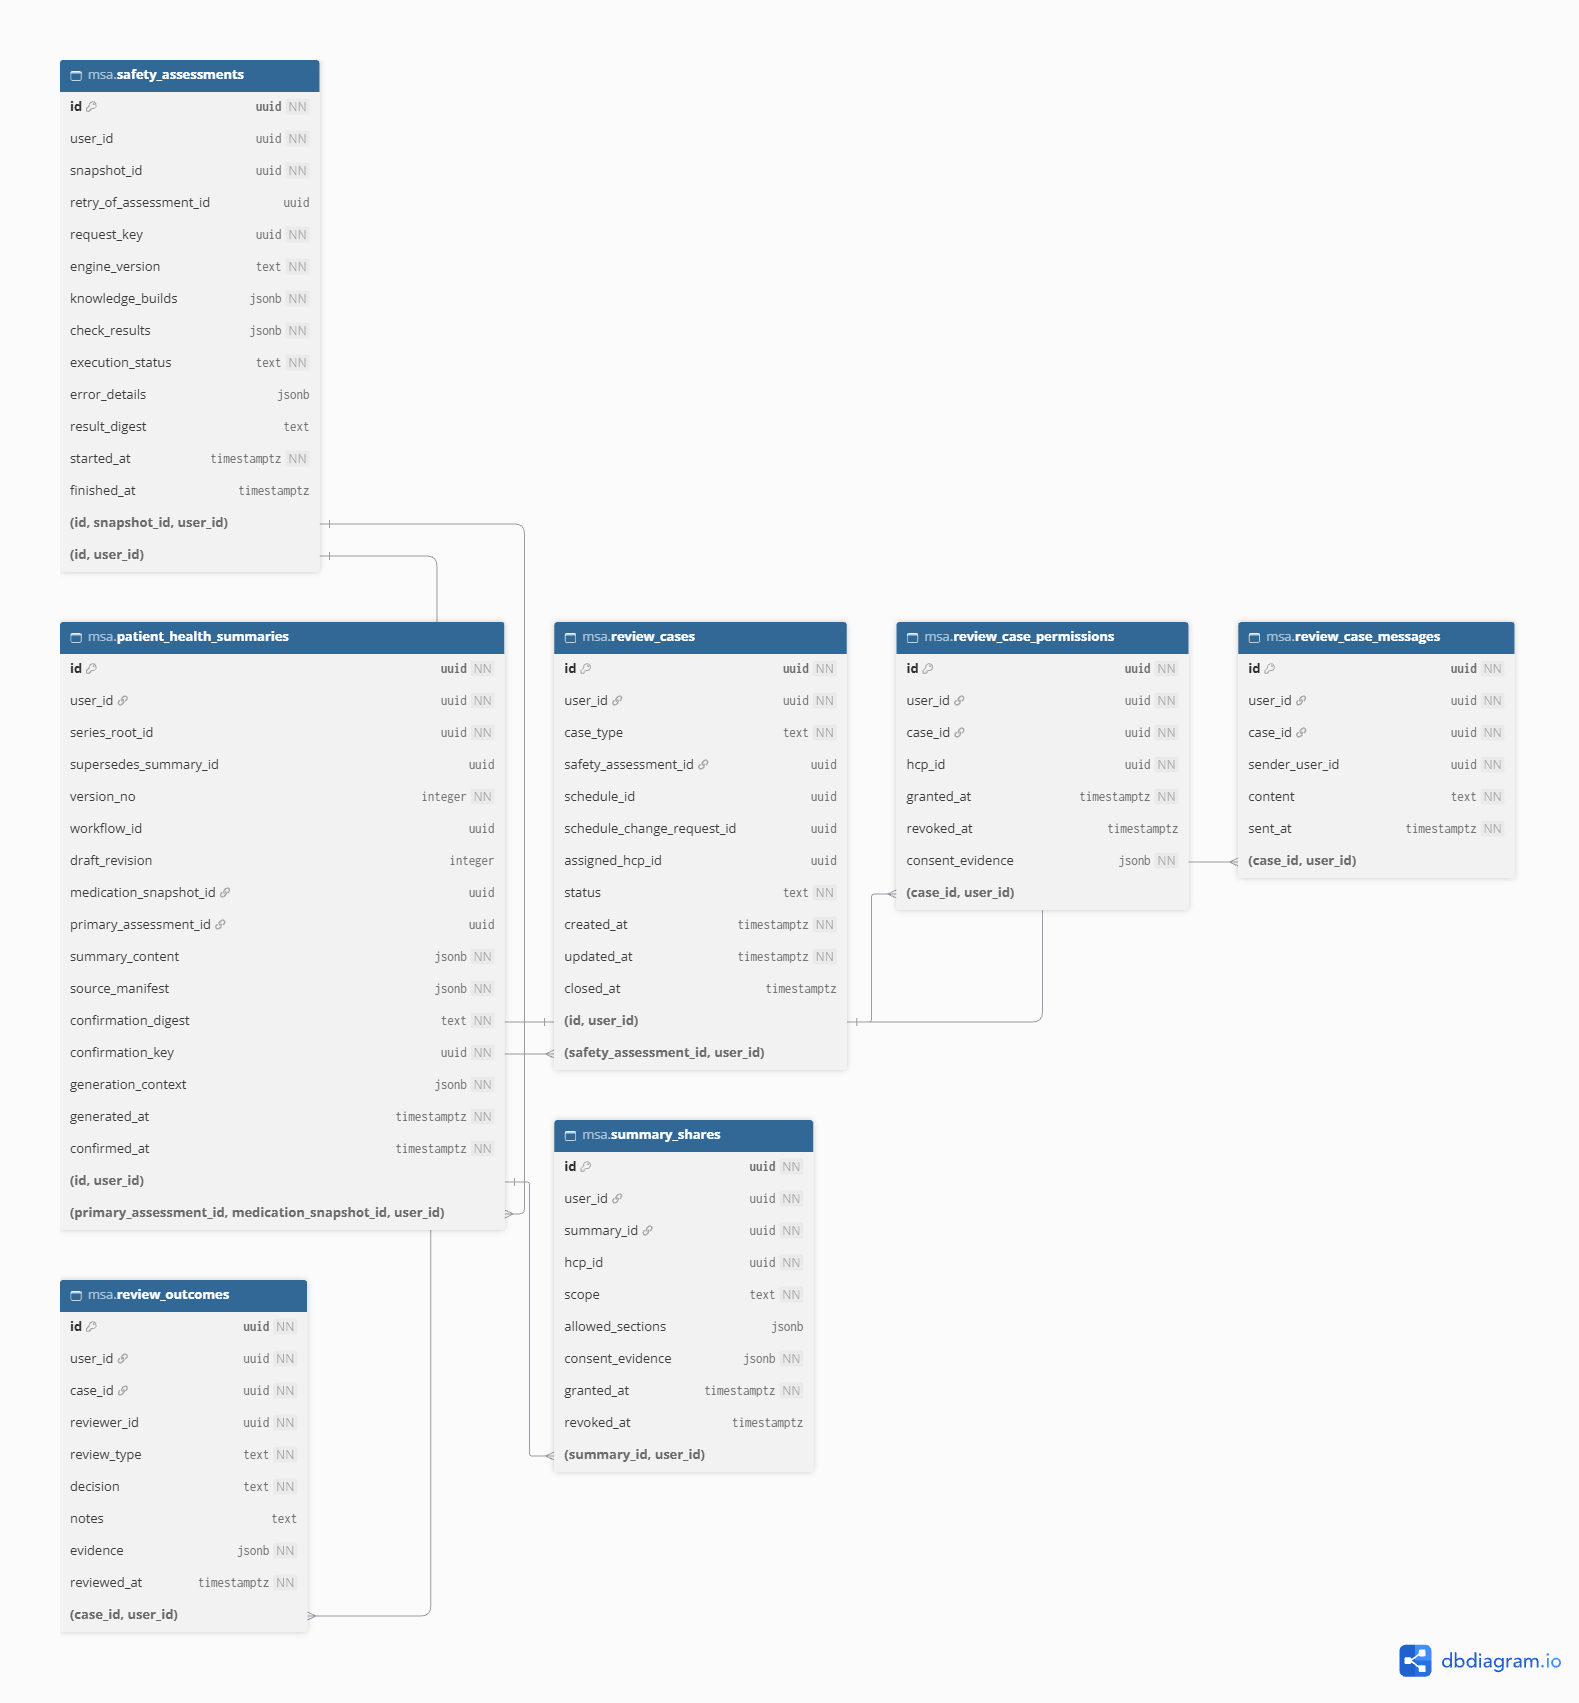 msa.safety_assessments
id uuid NN
user_id uuid NN
snapshot_id uuid NN
retry_of_assessment_id uuid
request_key uuid NN
engine_version text NN
knowledge_builds jsonb NN
check_results jsonb NN
execution_status text NN
error_details jsonb
result_digest text
started_at timestamptz NN
finished_at timestamptz
(id, snapshot_id, user_id)
(id, user_id)
msa.patient_health_summaries
id uuid NN
user_id uuid NN
series_root_id uuid NN
supersedes_summary_id uuid
version_no integer NN
workflow_id uuid
draft_revision integer
medication_snapshot_id uuid
primary_assessment_id uuid
summary_content jsonb NN
source_manifest jsonb NN
confirmation_digest text NN
confirmation_key uuid NN
generation_context jsonb NN
generated_at timestamptz NN
confirmed_at timestamptz NN
(id, user_id)
(primary_assessment_id, medication_snapshot_id, user_id)
msa.review_cases
id uuid NN
user_id uuid NN
case_type text NN
safety_assessment_id uuid
schedule_id uuid
schedule_change_request_id uuid
assigned_hcp_id uuid
status text NN
created_at timestamptz NN
updated_at timestamptz NN
closed_at timestamptz
(id, user_id)
(safety_assessment_id, user_id)
msa.review_case_permissions
id uuid NN
user_id uuid NN
case_id uuid NN
hcp_id uuid NN
granted_at timestamptz NN
revoked_at timestamptz
consent_evidence jsonb NN
(case_id, user_id)
msa.review_case_messages
id uuid NN
user_id uuid NN
case_id uuid NN
sender_user_id uuid NN
content text NN
sent_at timestamptz NN
(case_id, user_id)
msa.summary_shares
id uuid NN
user_id uuid NN
summary_id uuid NN
hcp_id uuid NN
scope text NN
allowed_sections jsonb
consent_evidence jsonb NN
granted_at timestamptz NN
revoked_at timestamptz
(summary_id, user_id)
msa.review_outcomes
id uuid NN
user_id uuid NN
case_id uuid NN
reviewer_id uuid NN
review_type text NN
decision text NN
notes text
evidence jsonb NN
reviewed_at timestamptz NN
(case_id, user_id)
dbdiagram.io